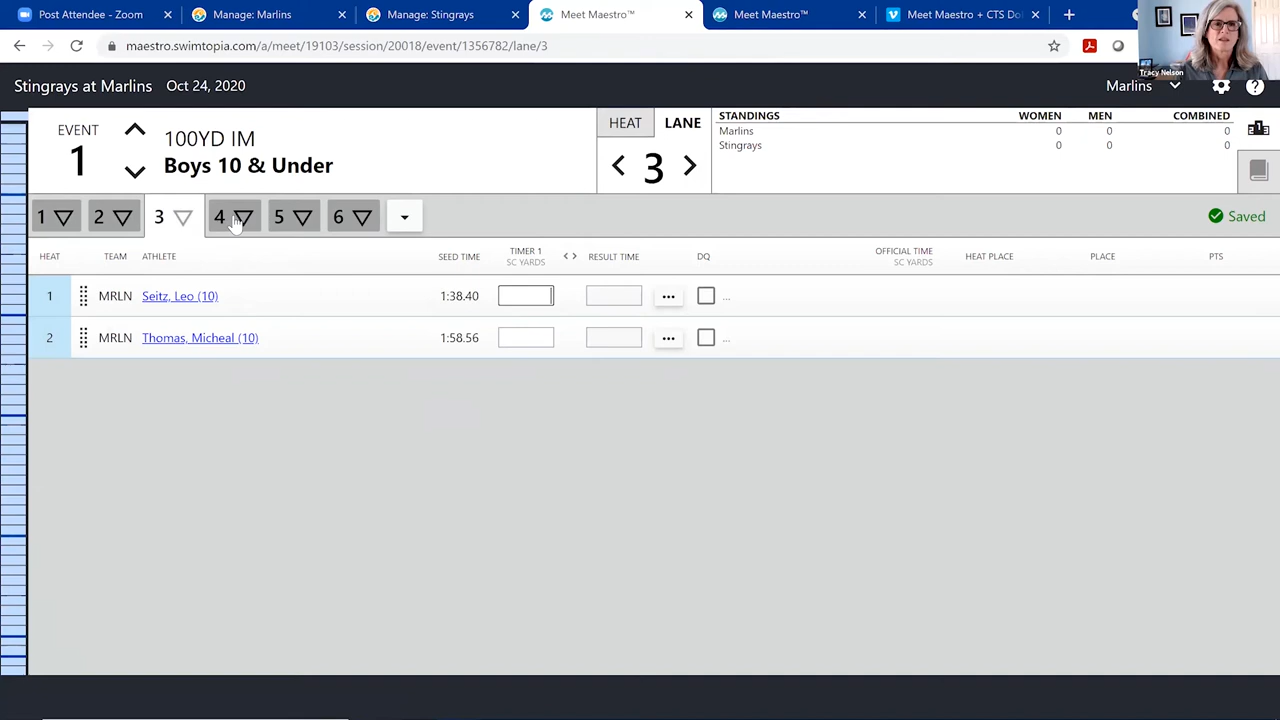 Post Attendee - Zoom
Manage: Marlins
Manage: Stingrays
Meet Maestro™
Meet Maestro™
Meet Maestro + CTS Do
maestro.swimtopia.com/a/meet/19103/session/20018/event/1356782/lane/3
Tracy Nelson
Stingrays at Marlins Oct 24, 2020
Marlins
EVENT
1
100YD IM
Boys 10 & Under
HEAT LANE
3
STANDINGS WOMEN MEN COMBINED
Marlins 0 0 0
Stingrays 0 0 0
1 2 3 4 5 6
Saved
HEAT TEAM ATHLETE SEED TIME TIMER 1 SC YARDS <> RESULT TIME DQ OFFICIAL TIME SC YARDS HEAT PLACE PLACE PTS
1 MRLN Seitz, Leo (10) 1:38.40 ... ...
2 MRLN Thomas, Micheal (10) 1:58.56 ... ...